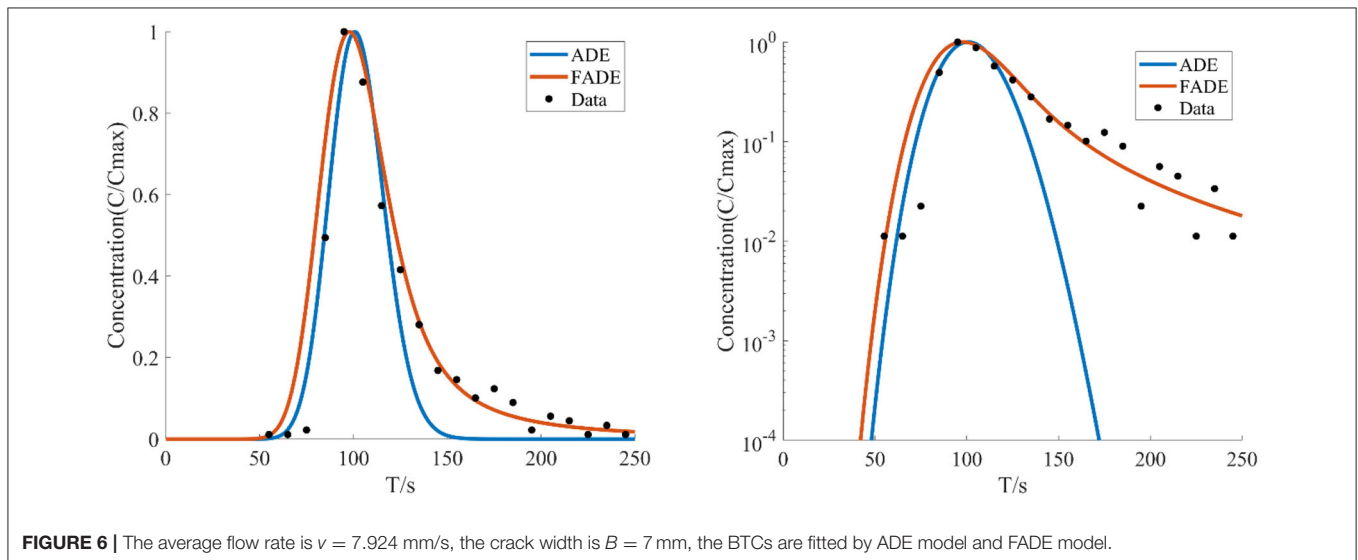 1
0.8
0.6
0.4
0.2
0
Concentration(C/Cmax)
ADE
FADE
Data
0 50 100 150 200 250
T/s
10^0
10^-1
10^-2
10^-3
10^-4
Concentration(C/Cmax)
ADE
FADE
Data
0 50 100 150 200 250
T/s
FIGURE 6 | The average flow rate is v = 7.924 mm/s, the crack width is B = 7 mm, the BTCs are fitted by ADE model and FADE model.